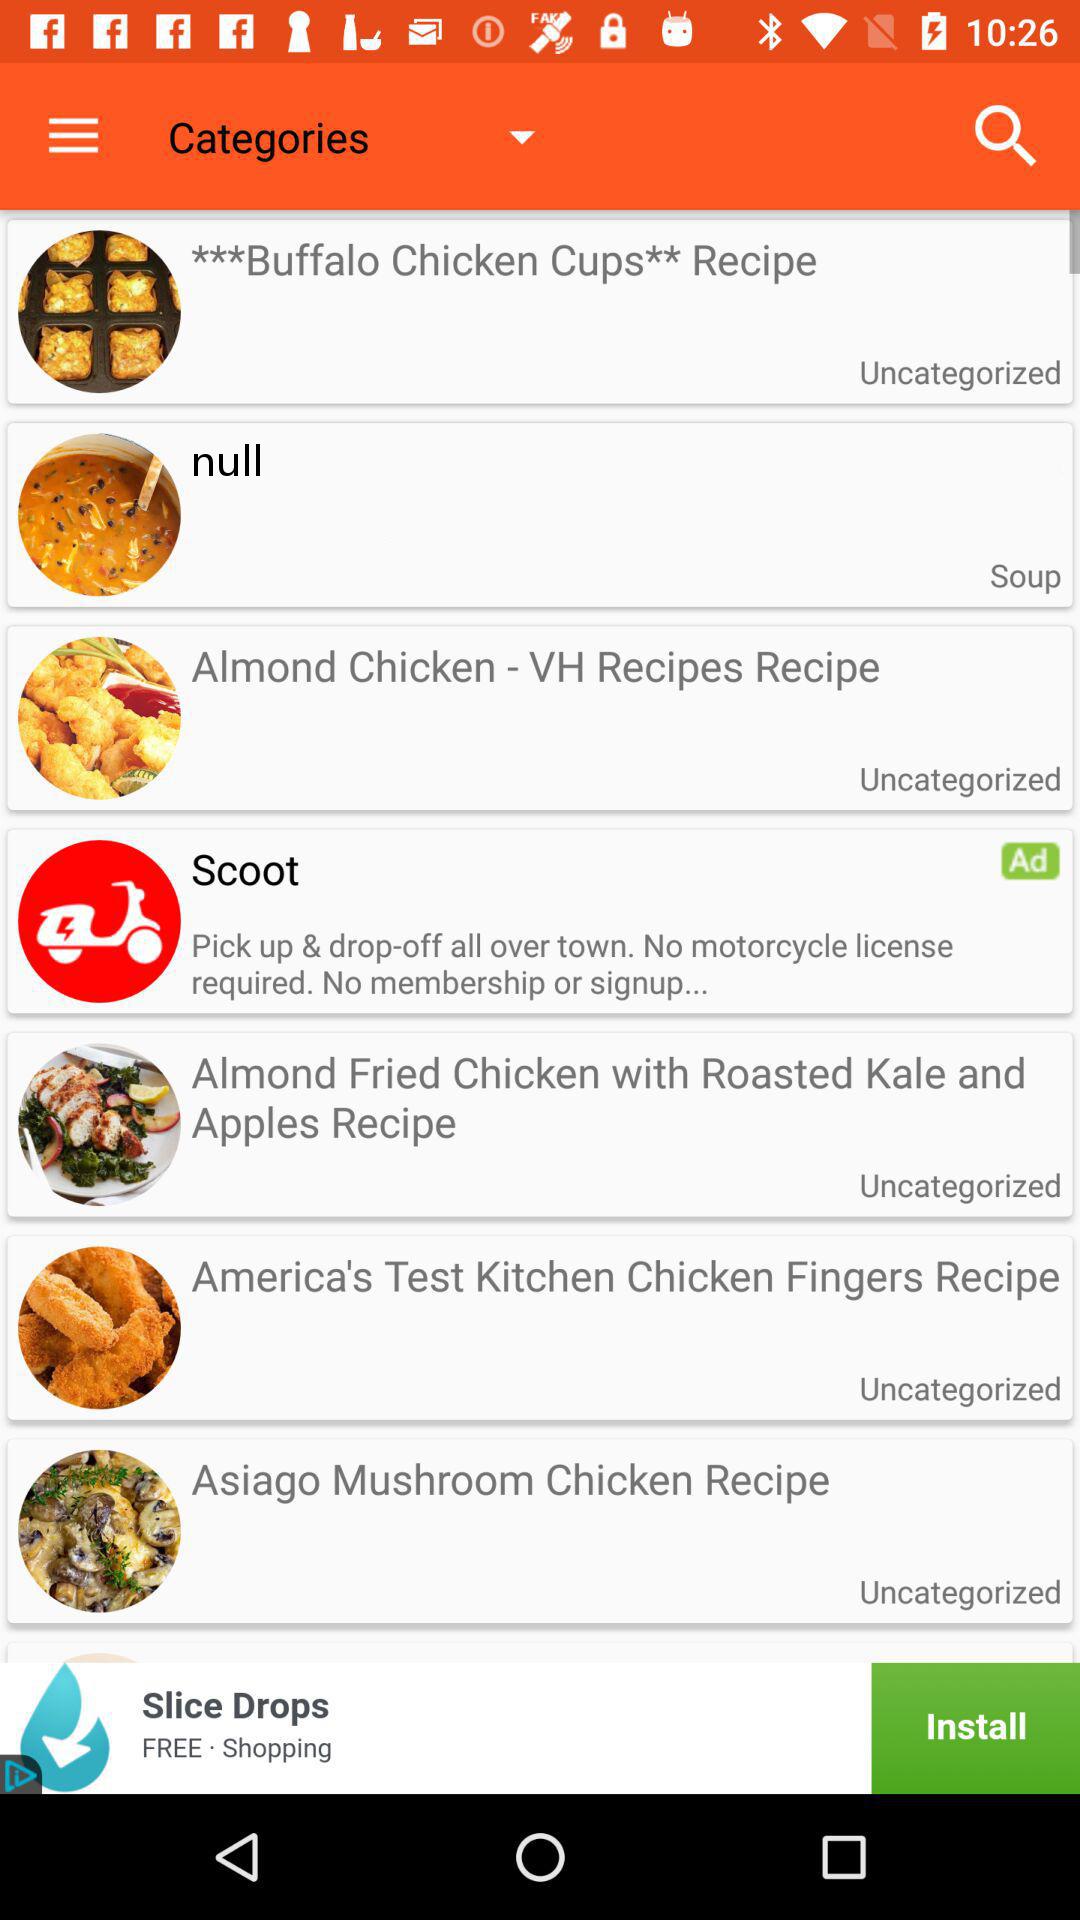 FAKE
10:26
Categories
***Buffalo Chicken Cups** Recipe
Uncategorized
null
Soup
Almond Chicken - VH Recipes Recipe
Uncategorized
Scoot
Ad
Pick up & drop-off all over town. No motorcycle license
required. No membership or signup...
Almond Fried Chicken with Roasted Kale and
Apples Recipe
Uncategorized
America's Test Kitchen Chicken Fingers Recipe
Uncategorized
Asiago Mushroom Chicken Recipe
Uncategorized
Slice Drops
FREE · Shopping
Install